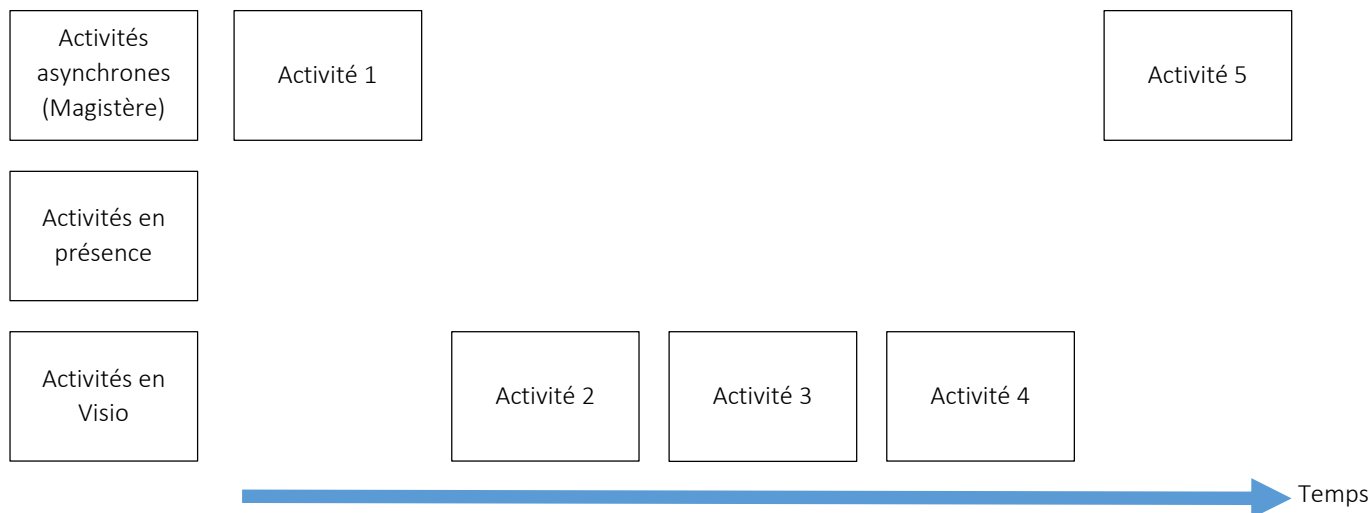 Activités
asynchrones
(Magistère)
Activité 1
Activité 5
Activités en
présence
Activités en
Visio
Activité 2
Activité 3
Activité 4
Temps